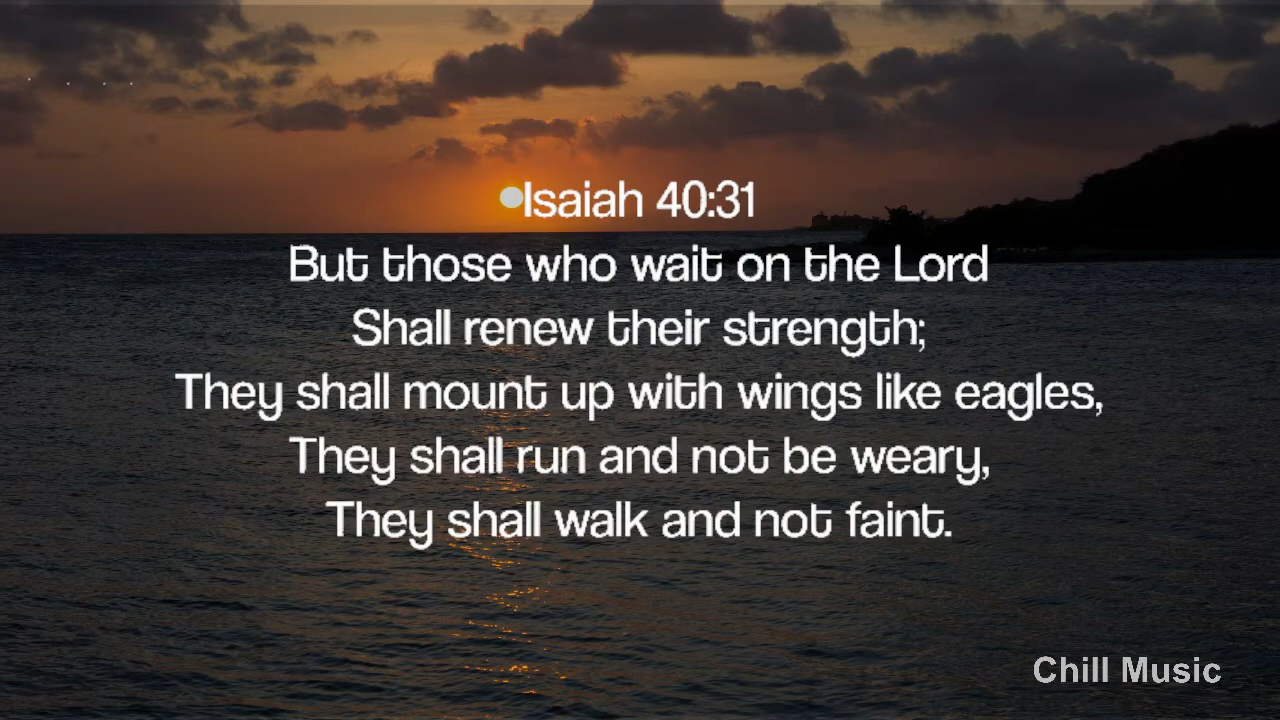 Isaiah 40:31
But those who wait on the Lord
Shall renew their strength;
They shall mount up with wings like eagles,
They shall run and not be weary,
They shall walk and not faint.
Chill Music